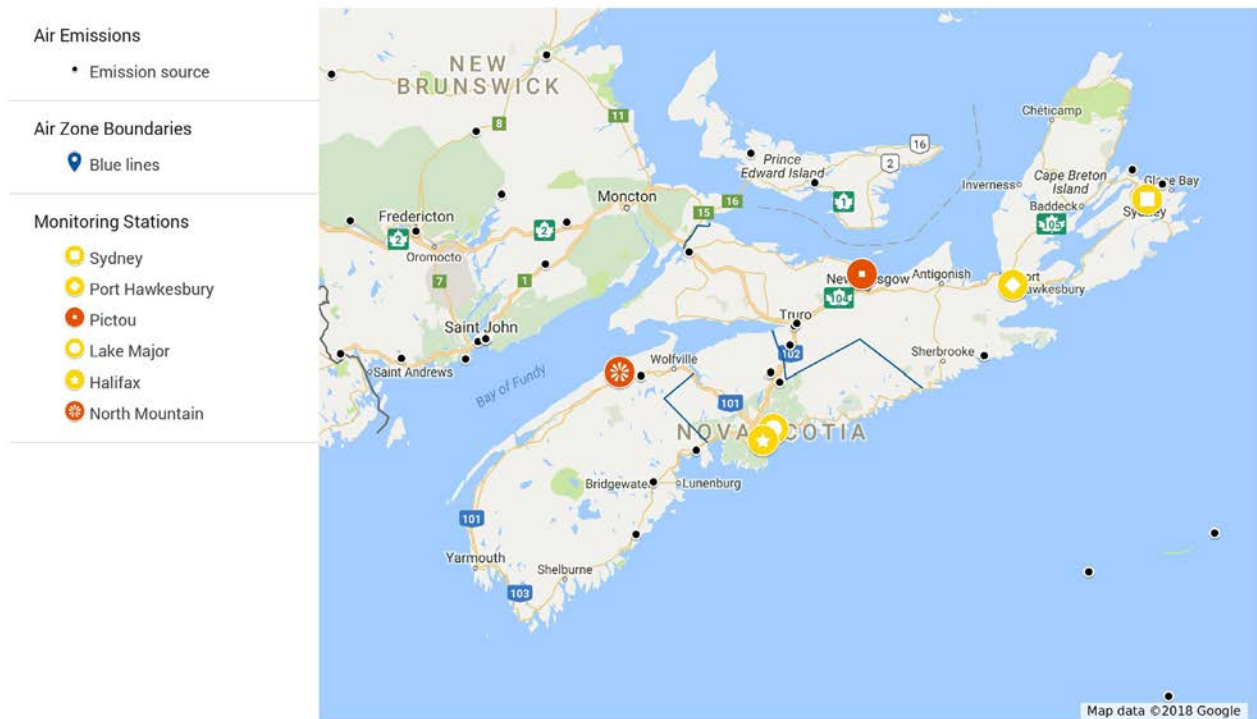 Air Emissions
Emission source
Air Zone Boundaries
Blue lines
Monitoring Stations
Sydney
Port Hawkesbury
Pictou
Lake Major
Halifax
North Mountain
NEW
BRUNSWICK
8
11
16
Chéticamp
Prince
Edward Island
2
Inverness
Cape Breton
Island
Glace Bay
Baddeck
Sydney
105
Moncton
16
15
1
Fredericton
2
2
Oromocto
7
1
Antigonish
104
Truro
Saint John
102
Sherbrooke
Saint Andrews
Wolfville
Bay of Fundy
101
NOVA SCOTIA
Bridgewater
Lunenburg
101
Yarmouth
Shelburne
103
Map data ©2018 Google